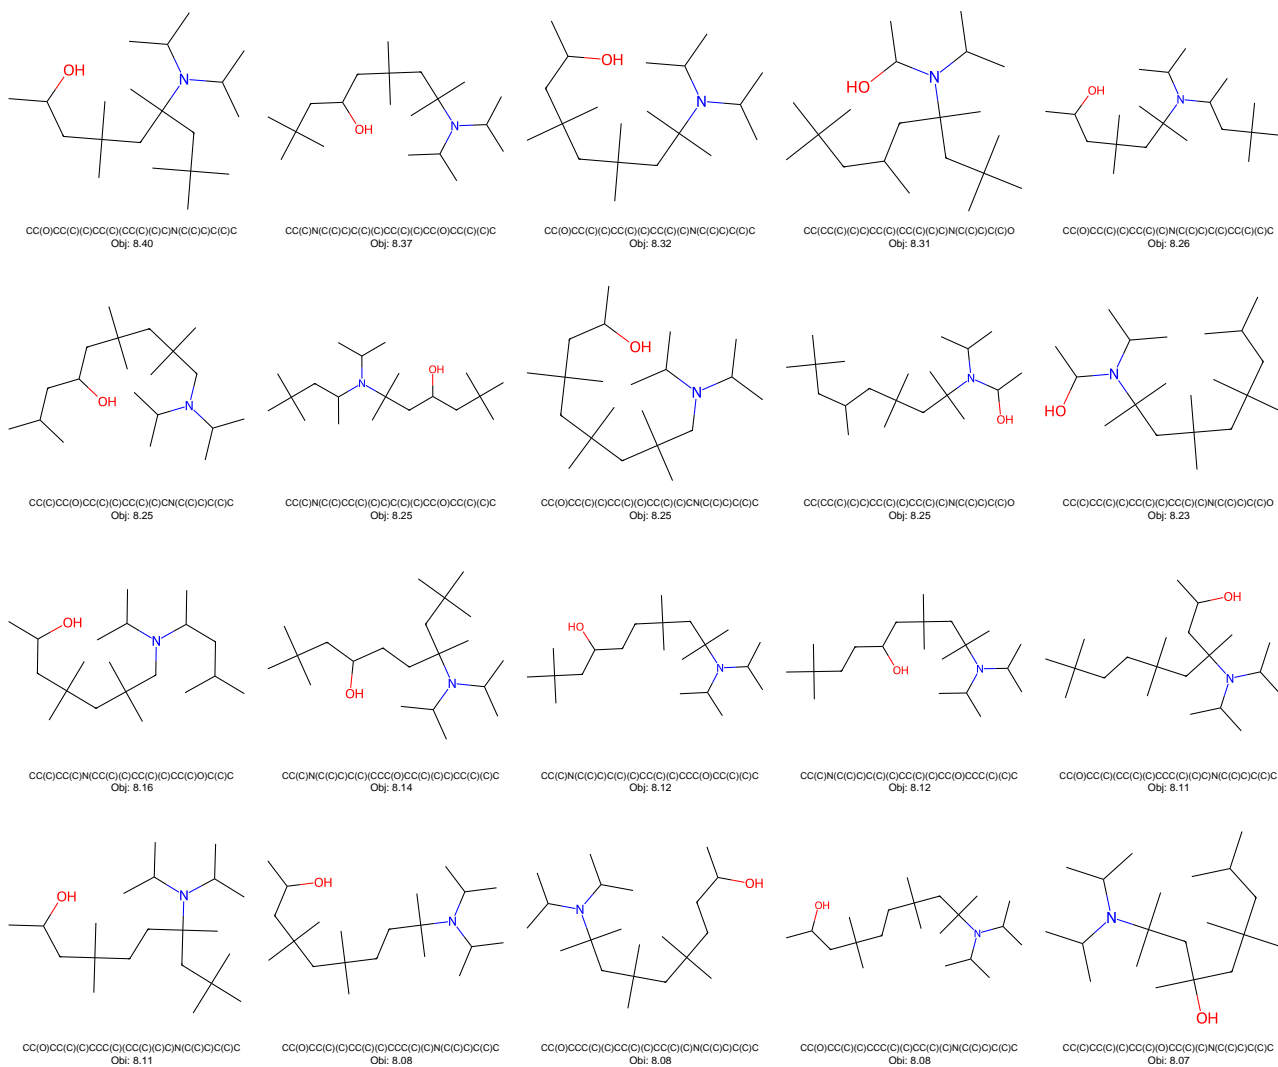 OH
N
CC(O)CC(C)(C)CC(C)(CC(C)(C)C)N(C(C)C)C(C)C
Obj: 8.40
OH
N
CC(C)N(C(C)C)C(C)(C)CC(C)(C)CC(O)CC(C)(C)C
Obj: 8.37
OH
N
CC(O)CC(C)(C)CC(C)(C)CC(C)(C)N(C(C)C)C(C)C
Obj: 8.32
HO
N
CC(CC(C)(C)C)CC(C)(CC(C)(C)C)N(C(C)C)C(C)O
Obj: 8.31
OH
N
CC(O)CC(C)(C)CC(C)(C)N(C(C)C)C(C)CC(C)(C)C
Obj: 8.26
OH
N
CC(C)CC(O)CC(C)(C)CC(C)(C)CN(C(C)C)C(C)C
Obj: 8.25
N
OH
CC(C)N(C(C)CC(C)(C)C)C(C)(C)CC(O)CC(C)(C)C
Obj: 8.25
OH
N
CC(O)CC(C)(C)CC(C)(C)CC(C)(C)CN(C(C)C)C(C)C
Obj: 8.25
N
OH
CC(CC(C)(C)C)CC(C)(C)CC(C)(C)N(C(C)C)C(C)O
Obj: 8.25
N
HO
CC(C)CC(C)(C)CC(C)(C)CC(C)(C)N(C(C)C)C(C)O
Obj: 8.23
OH
N
CC(C)CC(C)N(CC(C)(C)CC(C)(C)CC(C)O)C(C)C
Obj: 8.16
OH
N
CC(C)N(C(C)C)C(C)(CCC(O)CC(C)(C)C)CC(C)(C)C
Obj: 8.14
HO
N
CC(C)N(C(C)C)C(C)(C)CC(C)(C)CCC(O)CC(C)(C)C
Obj: 8.12
OH
N
CC(C)N(C(C)C)C(C)(C)CC(C)(C)CC(O)CCC(C)(C)C
Obj: 8.12
OH
N
CC(O)CC(C)(CC(C)(C)CCC(C)(C)C)N(C(C)C)C(C)C
Obj: 8.11
OH
N
CC(O)CC(C)(C)CCC(C)(CC(C)(C)C)N(C(C)C)C(C)C
Obj: 8.11
OH
N
CC(O)CC(C)(C)CC(C)(C)CCC(C)(C)N(C(C)C)C(C)C
Obj: 8.08
N
OH
CC(O)CCC(C)(C)CC(C)(C)CC(C)(C)N(C(C)C)C(C)C
Obj: 8.08
OH
N
CC(O)CC(C)(C)CCC(C)(C)CC(C)(C)N(C(C)C)C(C)C
Obj: 8.08
N
OH
CC(C)CC(C)(C)CC(C)(O)CC(C)(C)N(C(C)C)C(C)C
Obj: 8.07